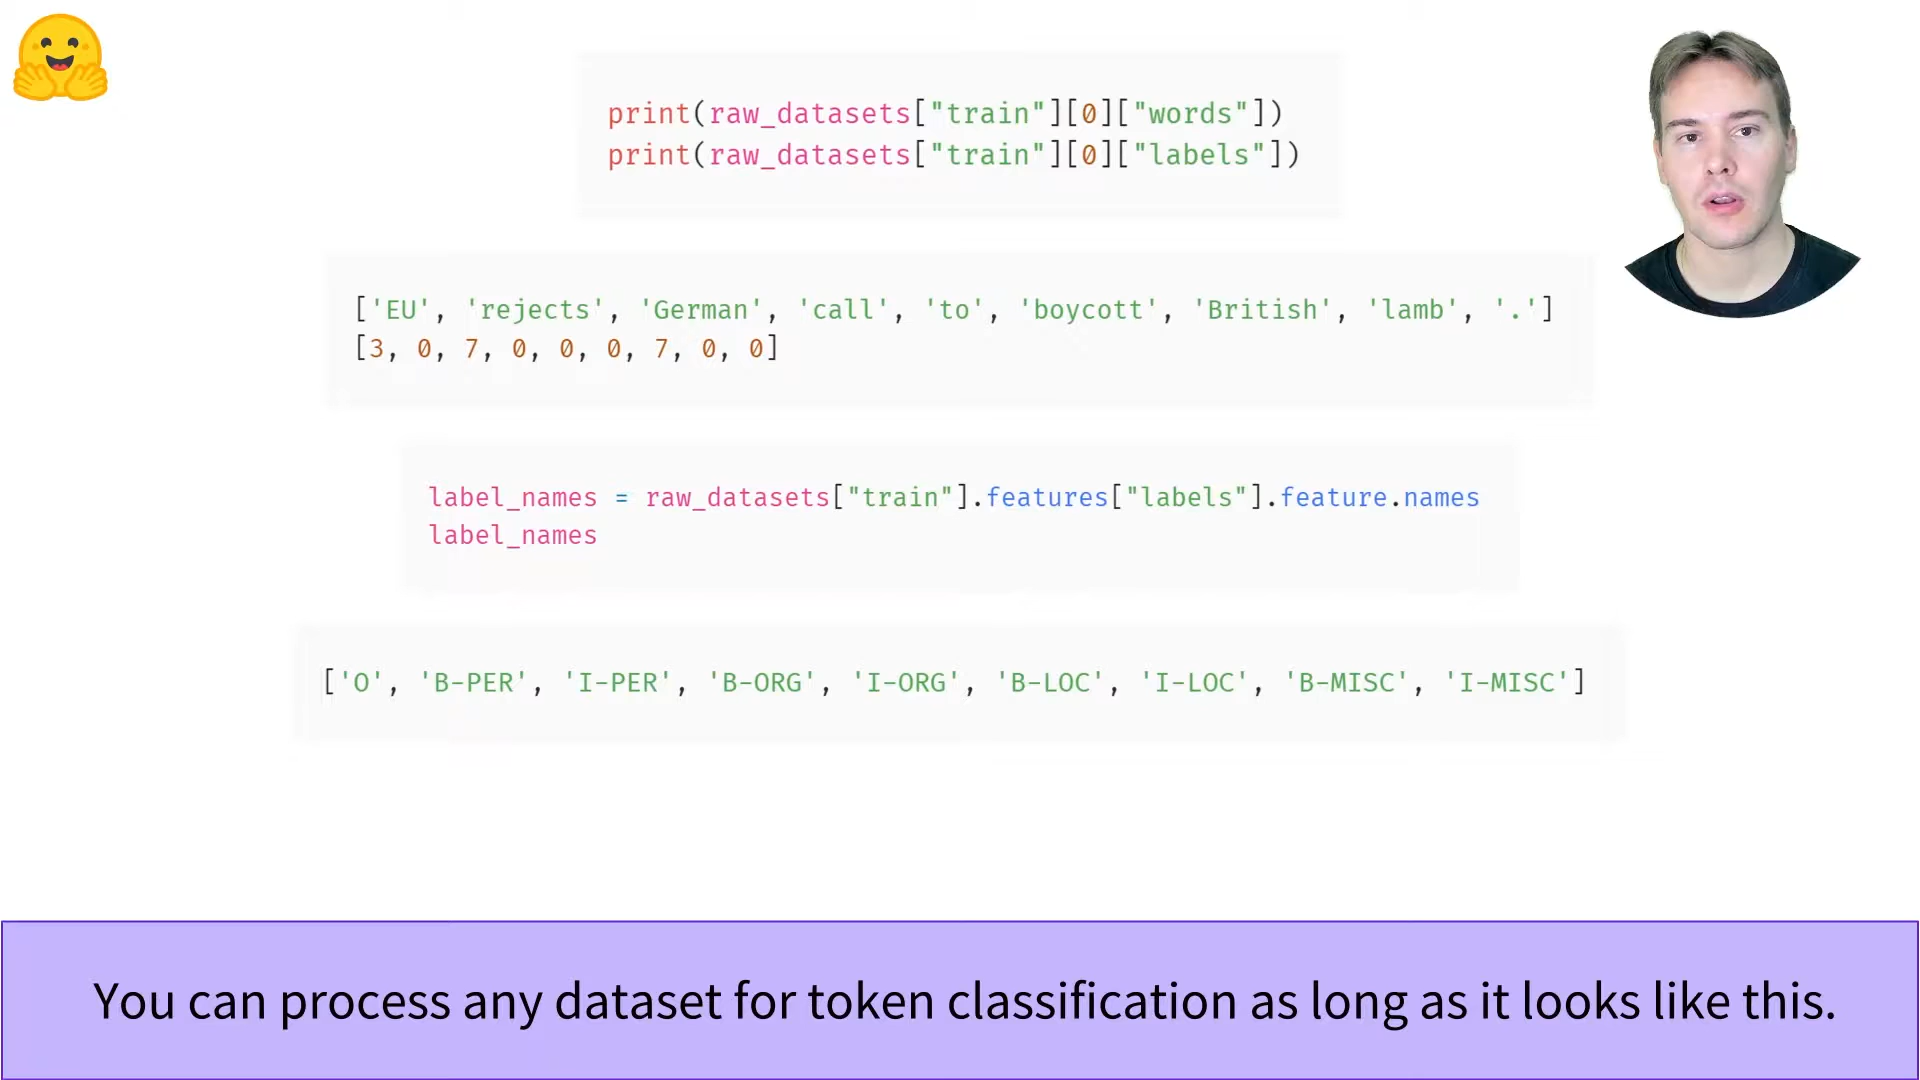 print(raw_datasets["train"][0]["words"])
print(raw_datasets["train"][0]["labels"])
['EU', 'rejects', 'German', 'call', 'to', 'boycott', 'British', 'lamb', '.']
[3, 0, 7, 0, 0, 0, 7, 0, 0]
label_names = raw_datasets["train"].features["labels"].feature.names
label_names
['O', 'B-PER', 'I-PER', 'B-ORG', 'I-ORG', 'B-LOC', 'I-LOC', 'B-MISC', 'I-MISC']
You can process any dataset for token classification as long as it looks like this.